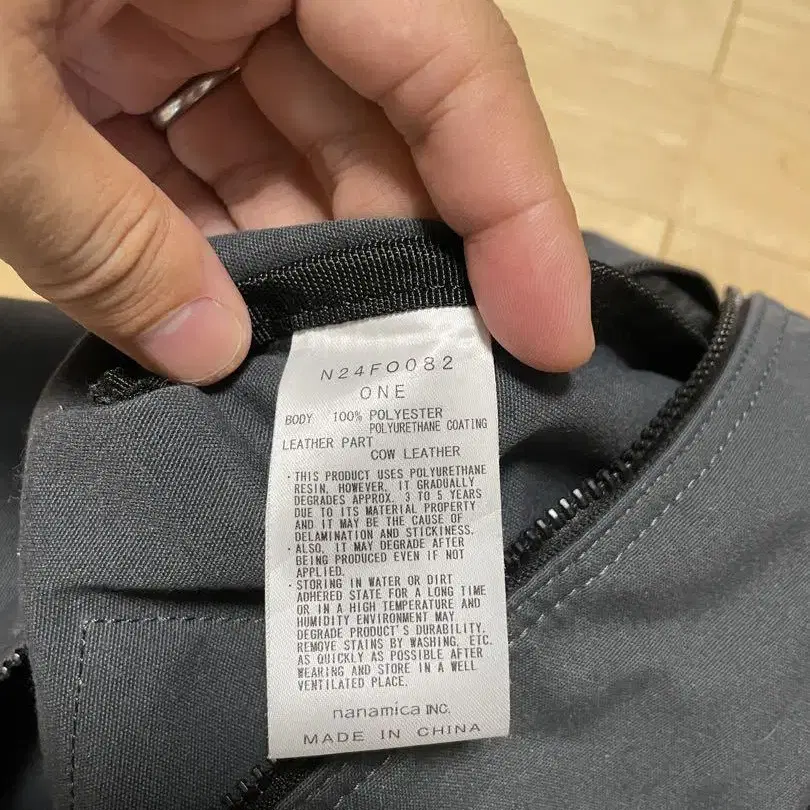 N24FO082
ONE
BODY 100% POLYESTER
POLYURETHANE COATING
LEATHER PART
COW LEATHER
・THIS PRODUCT USES POLYURETHANE
RESIN. HOWEVER, IT GRADUALLY
DEGRADES APPROX. 3 TO 5 YEARS
DUE TO ITS MATERIAL PROPERTY
AND IT MAY BE THE CAUSE OF
DELAMINATION AND STICKINESS.
・ALSO, IT MAY DEGRADE AFTER
BEING PRODUCED EVEN IF NOT
APPLIED.
・STORING IN WATER OR DIRT
ADHERED STATE FOR A LONG TIME
OR IN A HIGH TEMPERATURE AND
HUMIDITY ENVIRONMENT MAY
DEGRADE PRODUCT'S DURABILITY.
REMOVE STAINS BY WASHING, ETC.
AS QUICKLY AS POSSIBLE AFTER
WEARING AND STORE IN A WELL
VENTILATED PLACE.
nanamica INC.
MADE IN CHINA